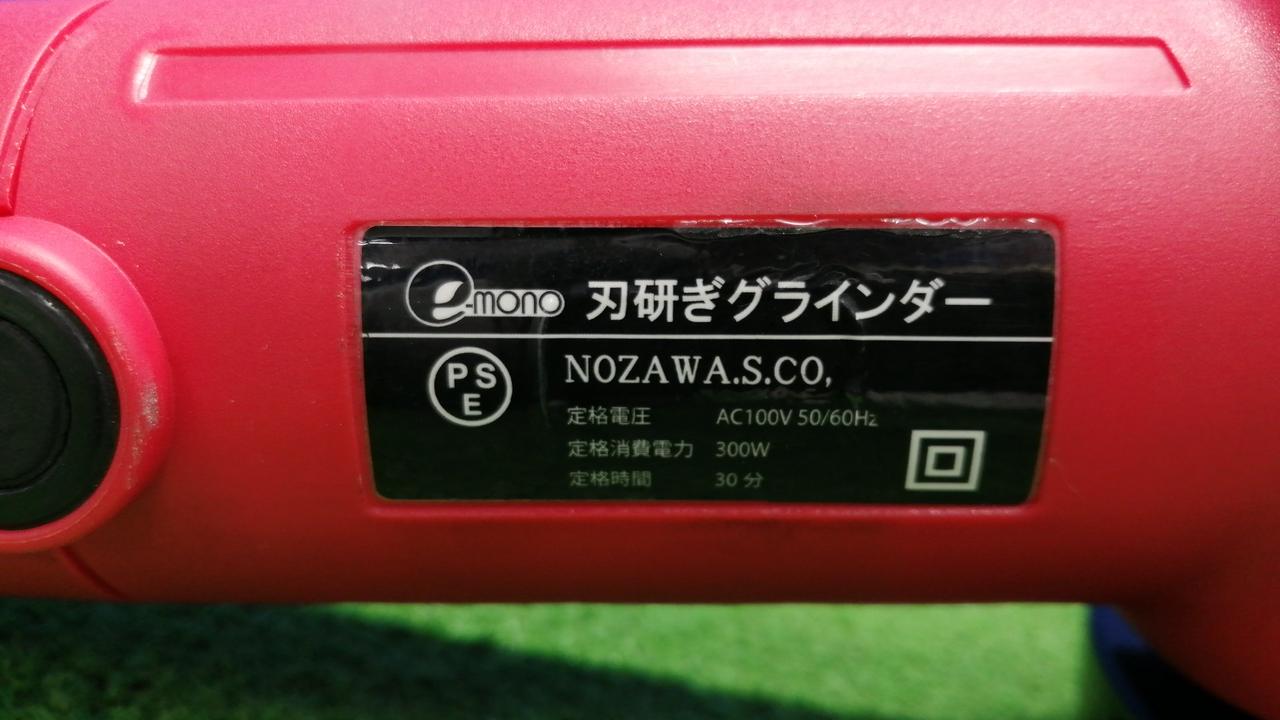 e-mono 刃研ぎグラインダー
PS
E
NOZAWA.S.CO,
定格電圧 AC100V 50/60Hz
定格消費電力 300W
定格時間 30 分